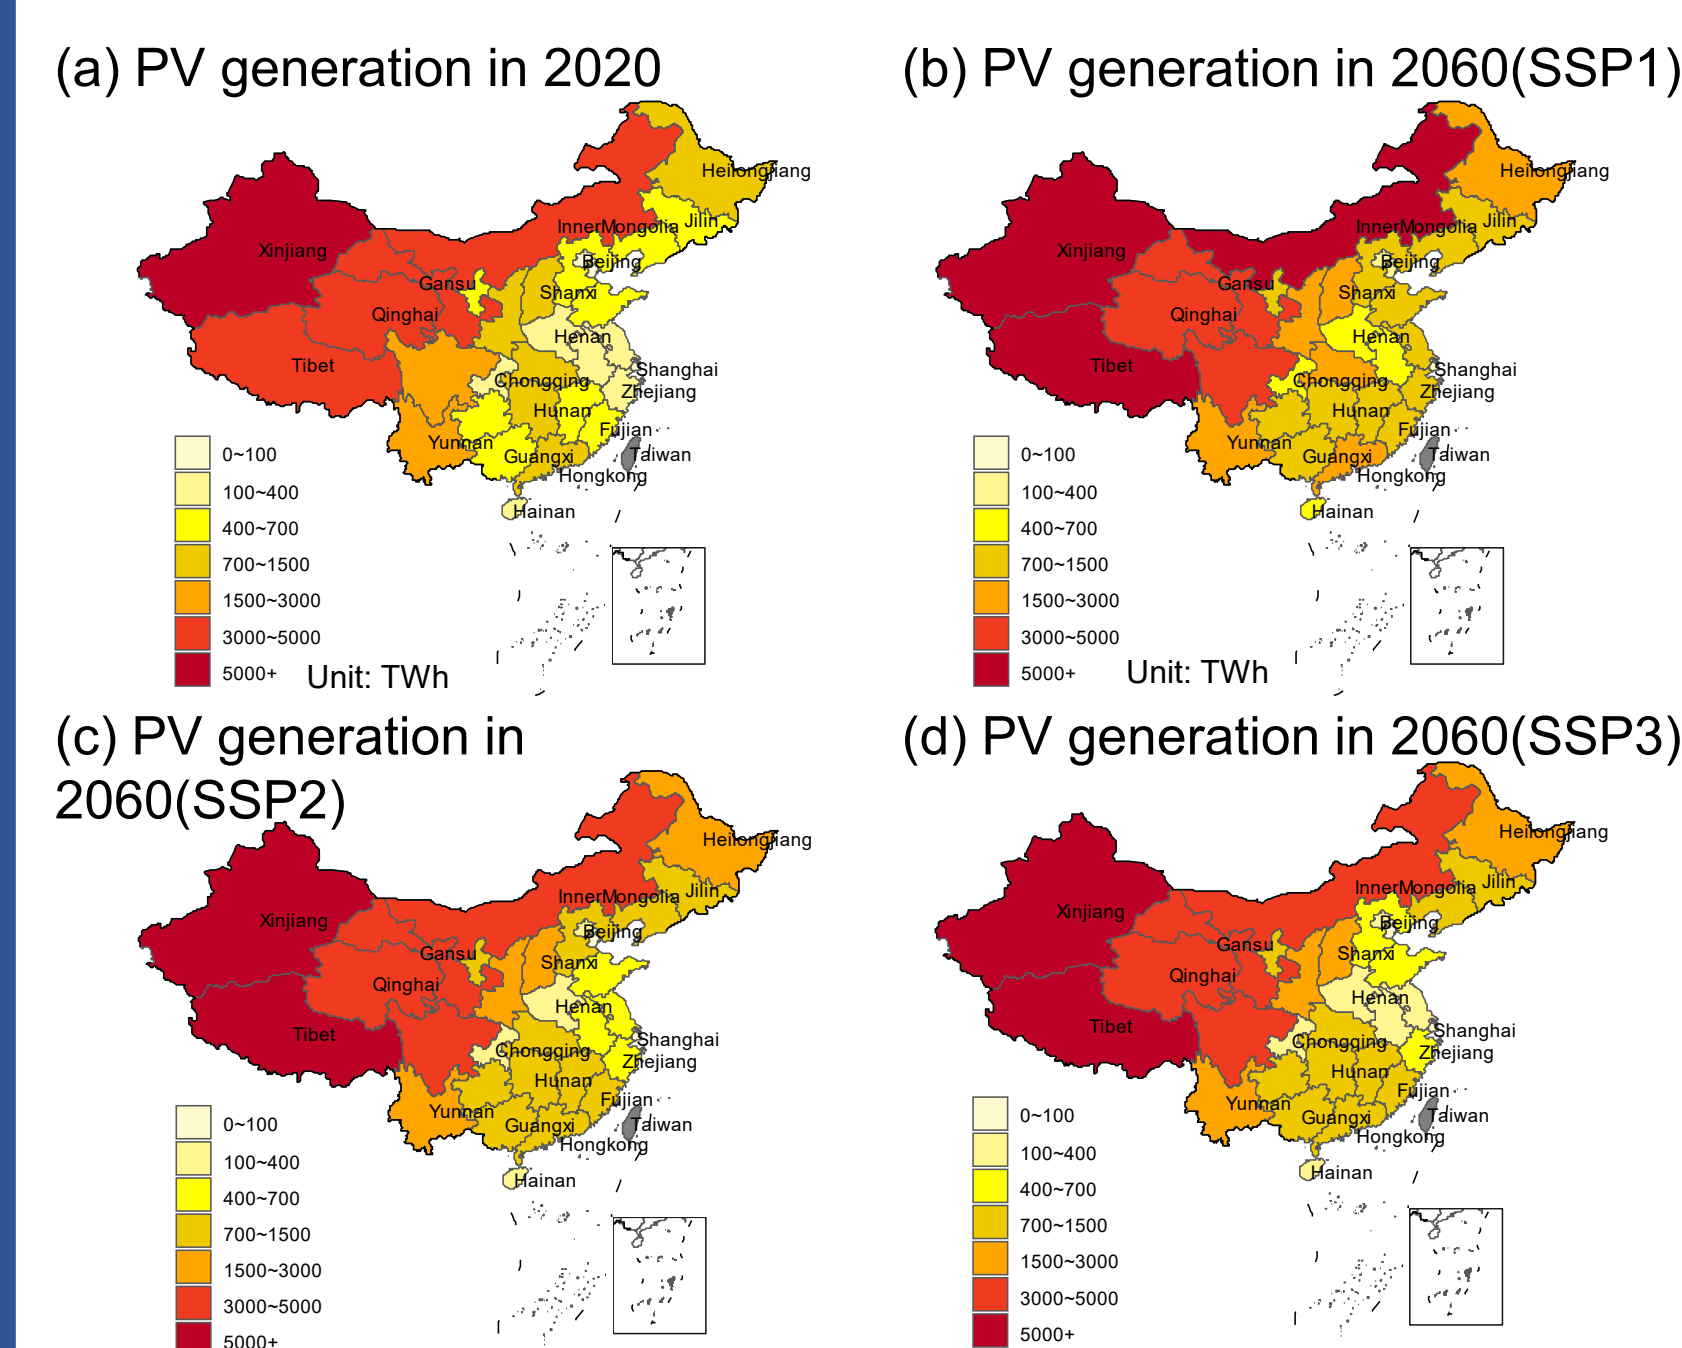 (a) PV generation in 2020
Heilongjiang
Jilin
InnerMongolia
Beijing
Xinjiang
Gansu
Shanxi
Qinghai
Henan
Tibet
Shanghai
Chongqing
Zhejiang
Hunan
Fujian
Yunnan
Guangxi
Taiwan
Hongkong
Hainan
0~100
100~400
400~700
700~1500
1500~3000
3000~5000
5000+
Unit: TWh
(b) PV generation in 2060(SSP1)
Heilongjiang
Jilin
InnerMongolia
Beijing
Xinjiang
Gansu
Shanxi
Qinghai
Henan
Tibet
Shanghai
Chongqing
Zhejiang
Hunan
Fujian
Yunnan
Guangxi
Taiwan
Hongkong
Hainan
0~100
100~400
400~700
700~1500
1500~3000
3000~5000
5000+
Unit: TWh
(c) PV generation in
2060(SSP2)
Heilongjiang
Jilin
InnerMongolia
Beijing
Xinjiang
Gansu
Shanxi
Qinghai
Henan
Tibet
Shanghai
Chongqing
Zhejiang
Hunan
Fujian
Yunnan
Guangxi
Taiwan
Hongkong
Hainan
0~100
100~400
400~700
700~1500
1500~3000
3000~5000
5000+
(d) PV generation in 2060(SSP3)
Heilongjiang
Jilin
InnerMongolia
Beijing
Xinjiang
Gansu
Shanxi
Qinghai
Henan
Tibet
Shanghai
Chongqing
Zhejiang
Hunan
Fujian
Yunnan
Guangxi
Taiwan
Hongkong
Hainan
0~100
100~400
400~700
700~1500
1500~3000
3000~5000
5000+